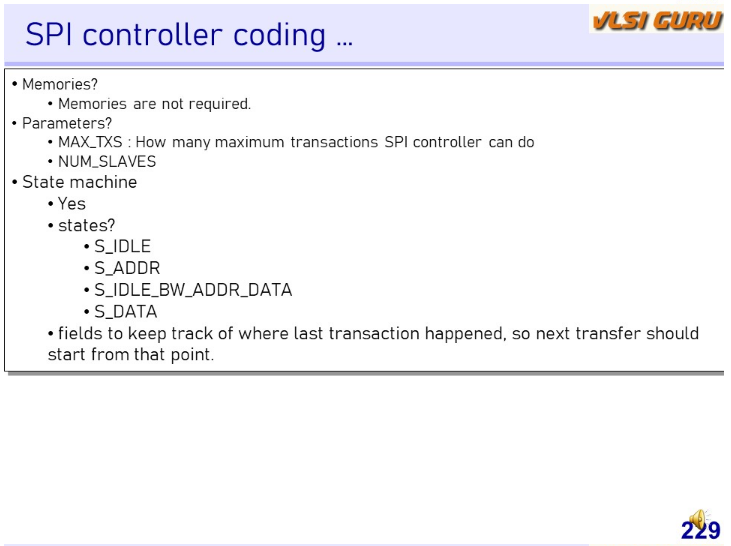 SPI controller coding ...
VLSI GURU
• Memories?
• Memories are not required.
• Parameters?
• MAX_TXS : How many maximum transactions SPI controller can do
• NUM_SLAVES
• State machine
• Yes
• states?
• S_IDLE
• S_ADDR
• S_IDLE_BW_ADDR_DATA
• S_DATA
• fields to keep track of where last transaction happened, so next transfer should
start from that point.
229